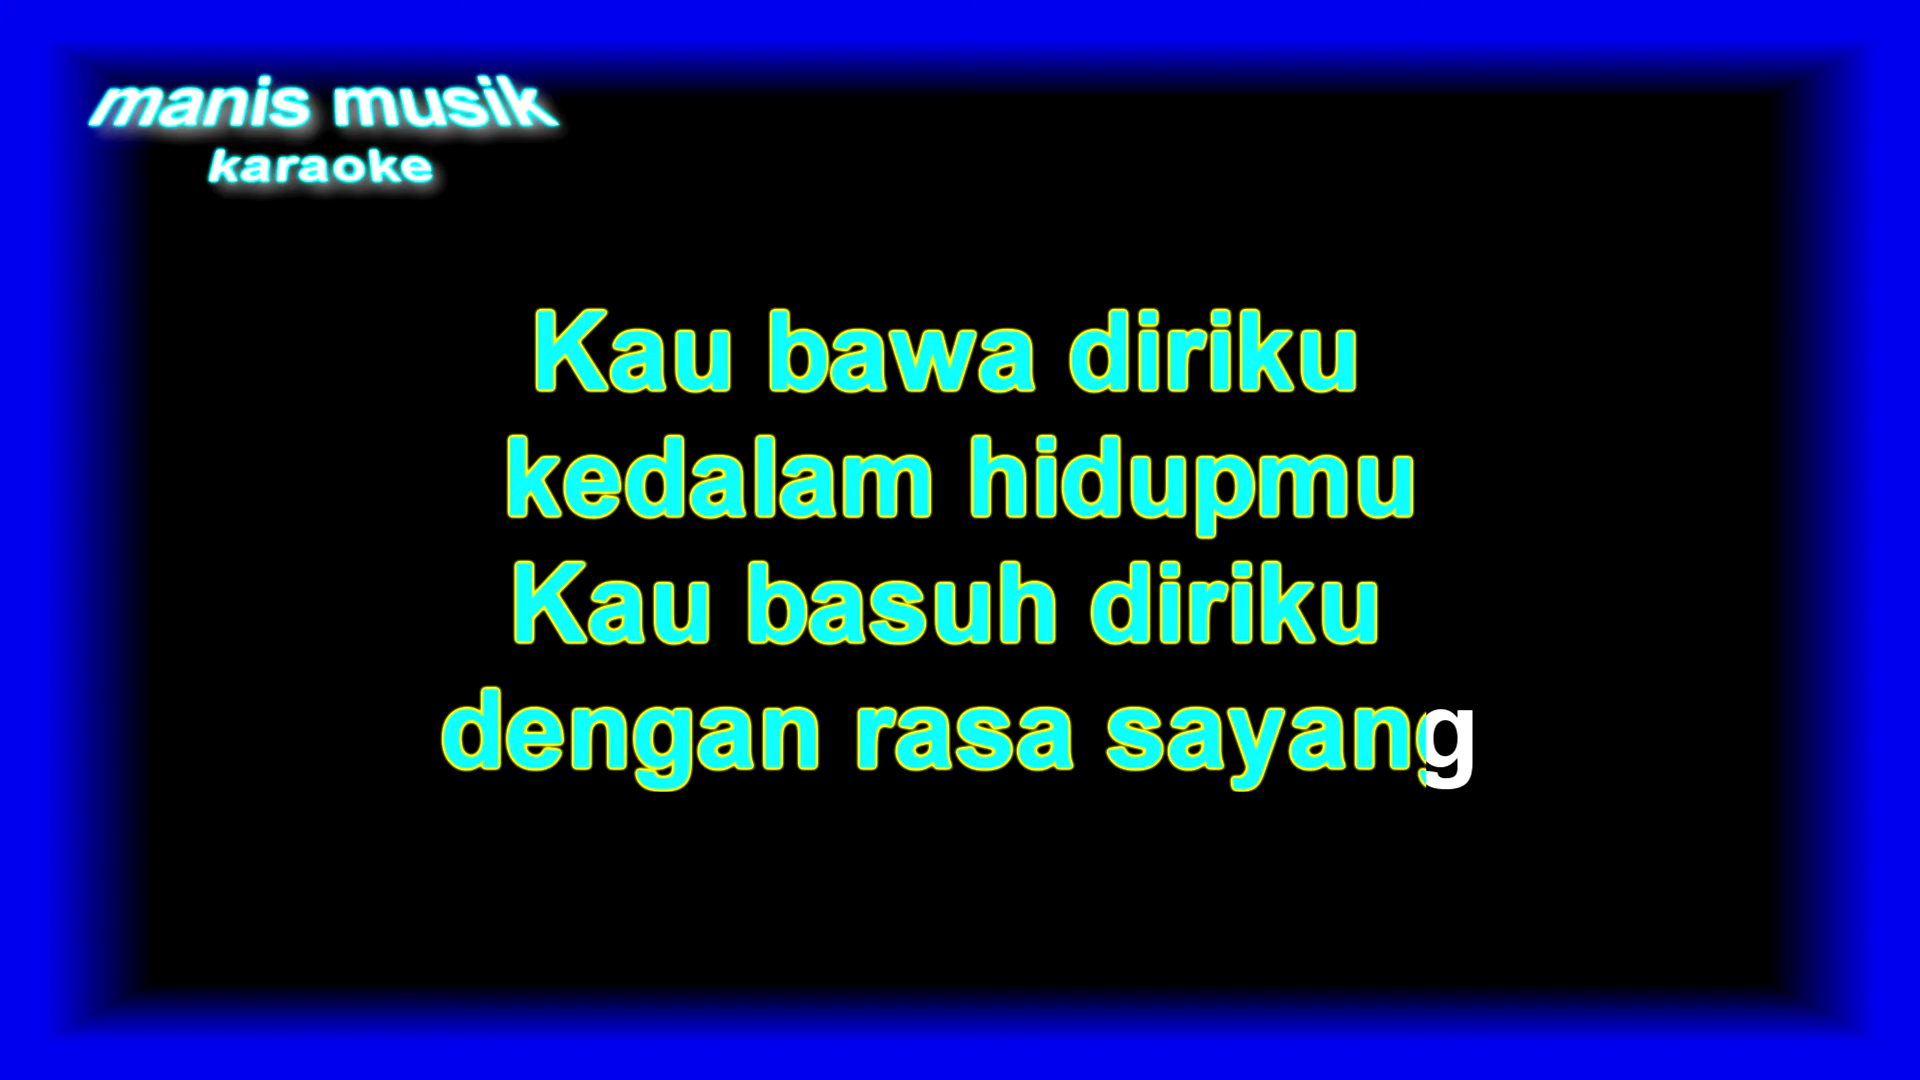 manis musik
karaoke
Kau bawa diriku
kedalam hidupmu
Kau basuh diriku
dengan rasa sayang